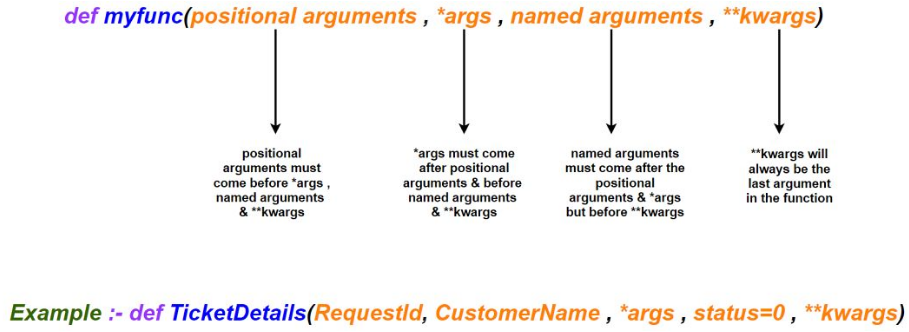 def myfunc(positional arguments , *args , named arguments , **kwargs)
positional
arguments must
come before *args ,
named arguments
& **kwargs
*args must come
after positional
arguments & before
named arguments
& **kwargs
named arguments
must come after the
positional
arguments & *args
but before **kwargs
**kwargs will
always be the
last argument
in the function
Example :- def TicketDetails(RequestId, CustomerName , *args , status=0 , **kwargs)